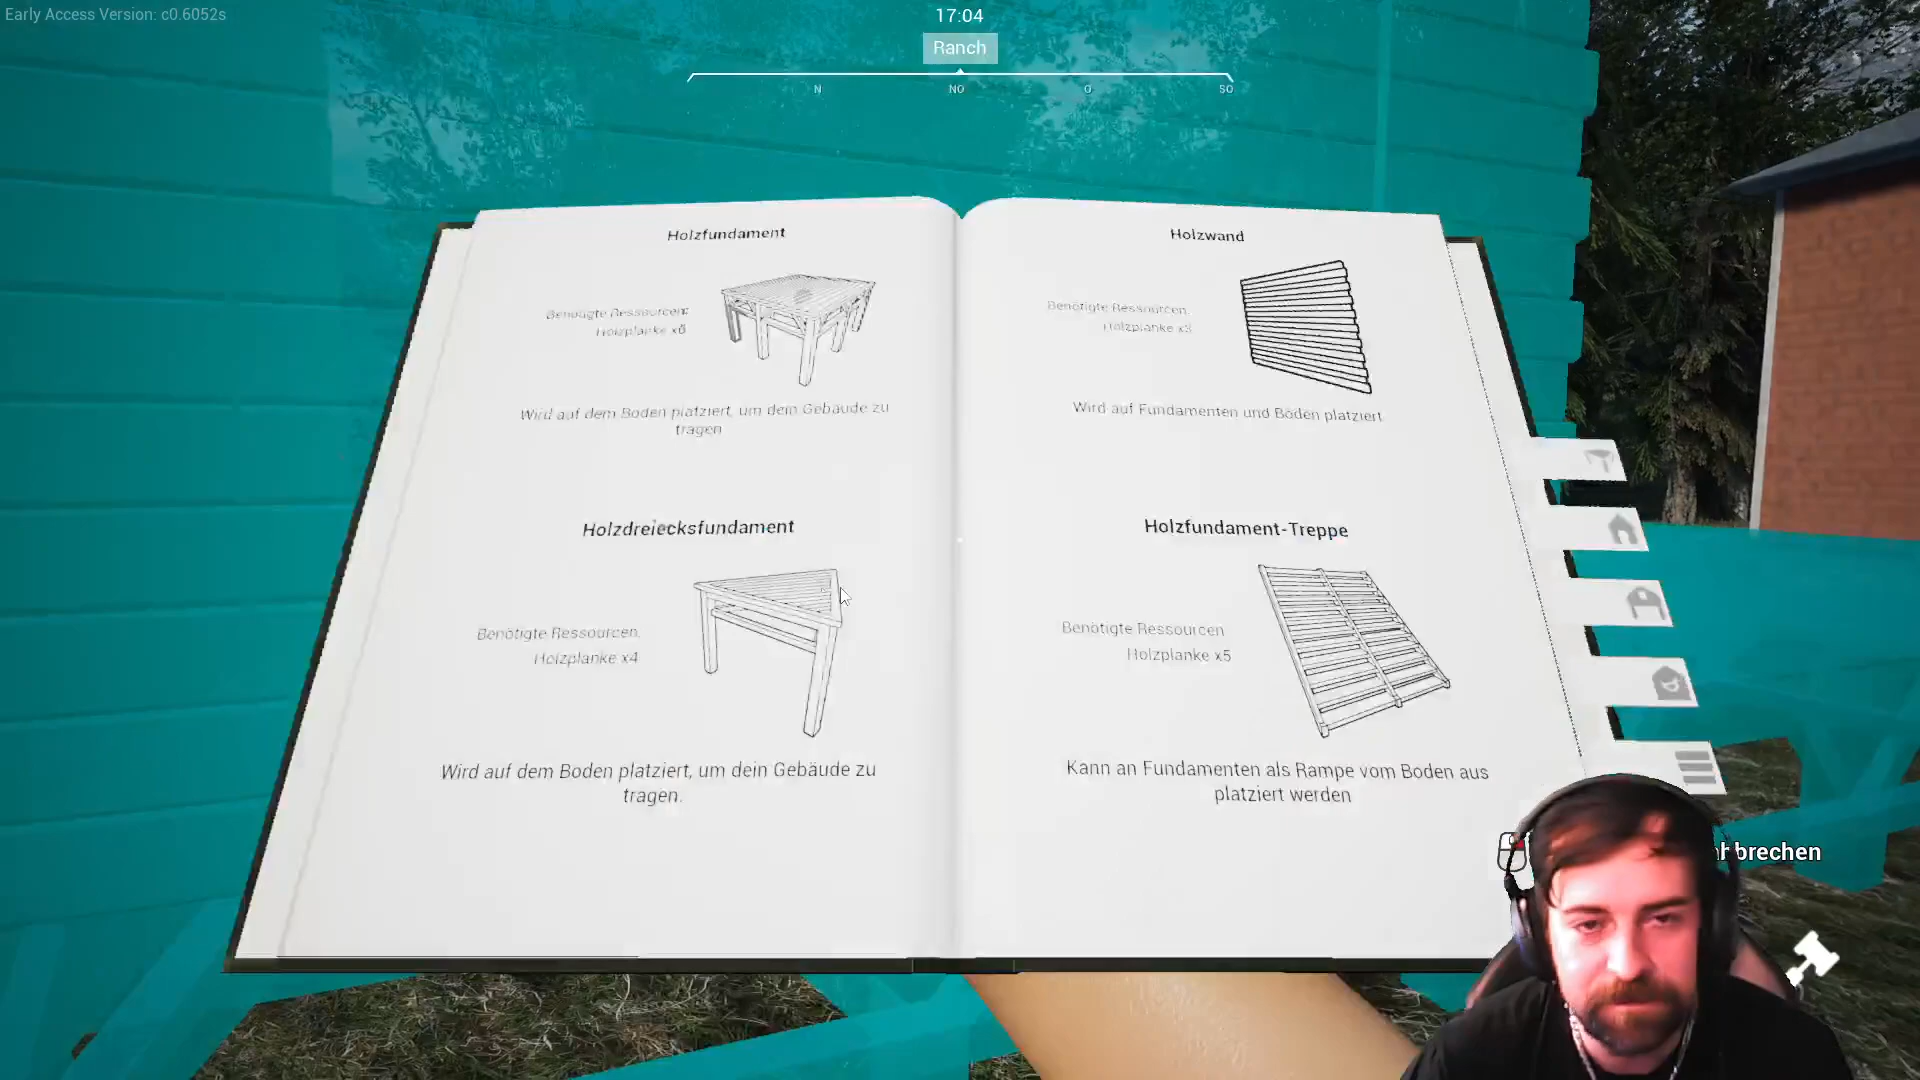 Early Access Version: c0.6052s
17:04
Ranch
N
NO
O
SO
Holzfundament
Benötigte Ressourcen:
Holzplanke x6
Wird auf dem Boden platziert, um dein Gebäude zu
tragen
Holzdreiecksfundament
Benötigte Ressourcen.
Holzplanke x4
Wird auf dem Boden platziert, um dein Gebäude zu
tragen.
Holzwand
Benötigte Ressourcen.
Holzplanke x3
Wird auf Fundamenten und Böden platziert
Holzfundament-Treppe
Benötigte Ressourcen
Holzplanke x5
Kann an Fundamenten als Rampe vom Boden aus
platziert werden
abbrechen